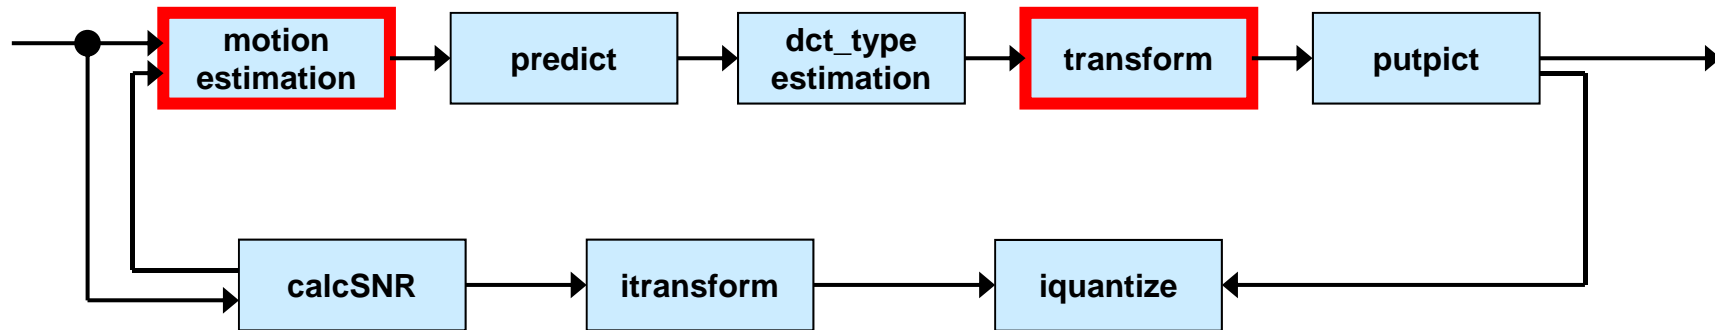 motion
estimation
predict
dct_type
estimation
transform
putpict
calcSNR
itransform
iquantize